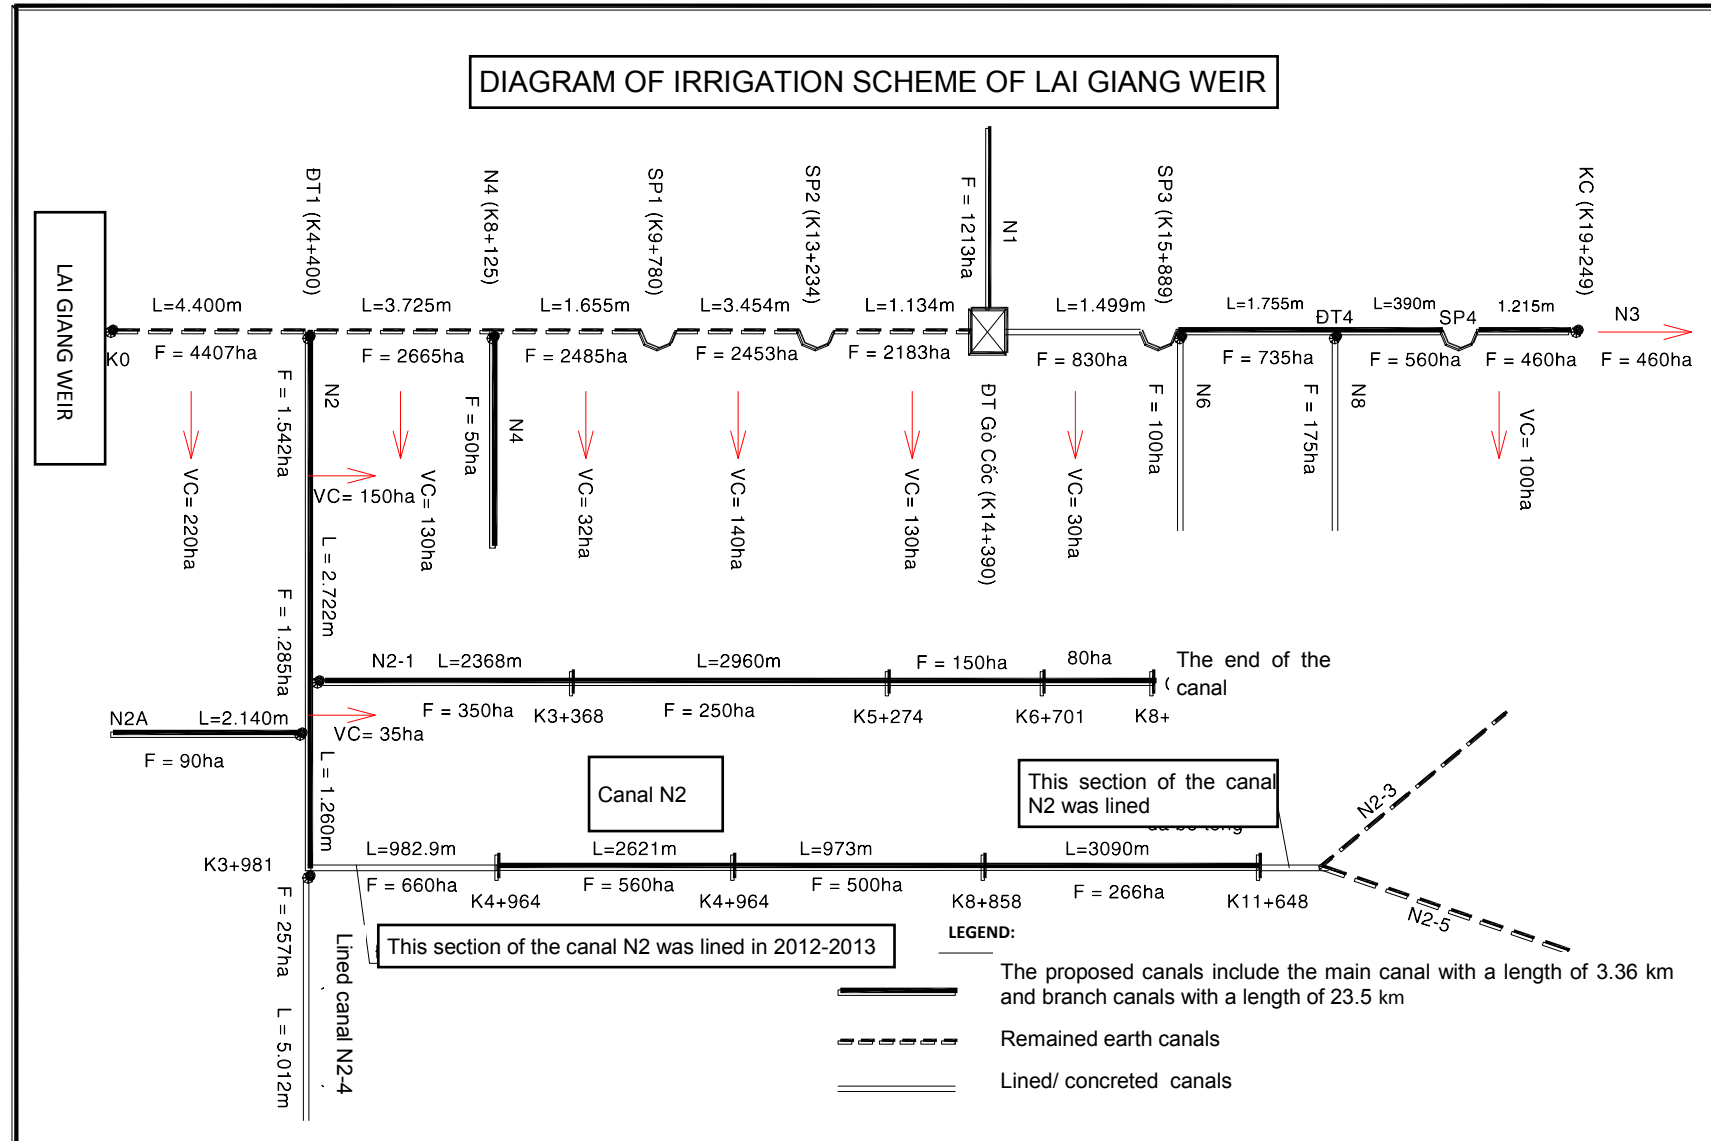 DIAGRAM OF IRRIGATION SCHEME OF LAI GIANG WEIR
LAI GIANG WEIR
ĐT1 (K4+400)
N4 (K8+125)
SP1 (K9+780)
SP2 (K13+234)
F = 1213ha
N1
SP3 (K15+889)
KC (K19+249)
L=4.400m
L=3.725m
L=1.655m
L=3.454m
L=1.134m
L=1.499m
L=1.755m
L=390m
1.215m
N3
ĐT4
SP4
K0
F = 4407ha
F = 2665ha
F = 2485ha
F = 2453ha
F = 2183ha
F = 830ha
F = 735ha
F = 560ha
F = 460ha
F = 460ha
F = 1.542ha
N2
F = 50ha
N4
ĐT Gò Cốc (K14+390)
F = 100ha
N6
F = 175ha
N8
VC= 220ha
VC= 150ha
VC= 130ha
VC= 32ha
VC= 140ha
VC= 130ha
VC= 30ha
VC= 100ha
L = 2.722m
F = 1.285ha
N2-1
L=2368m
L=2960m
F = 150ha
80ha
The end of the
canal
F = 350ha
K3+368
F = 250ha
K5+274
K6+701
K8+
N2A
L=2.140m
VC= 35ha
F = 90ha
L = 1.260m
Canal N2
This section of the canal
N2 was lined
N2-3
K3+981
L=982.9m
L=2621m
L=973m
L=3090m
F = 660ha
F = 560ha
F = 500ha
F = 266ha
K4+964
K4+964
K8+858
K11+648
N2-5
F = 257ha
L = 5.012m
Lined canal N2-4
This section of the canal N2 was lined in 2012-2013
LEGEND:
The proposed canals include the main canal with a length of 3.36 km
and branch canals with a length of 23.5 km
Remained earth canals
Lined/ concreted canals